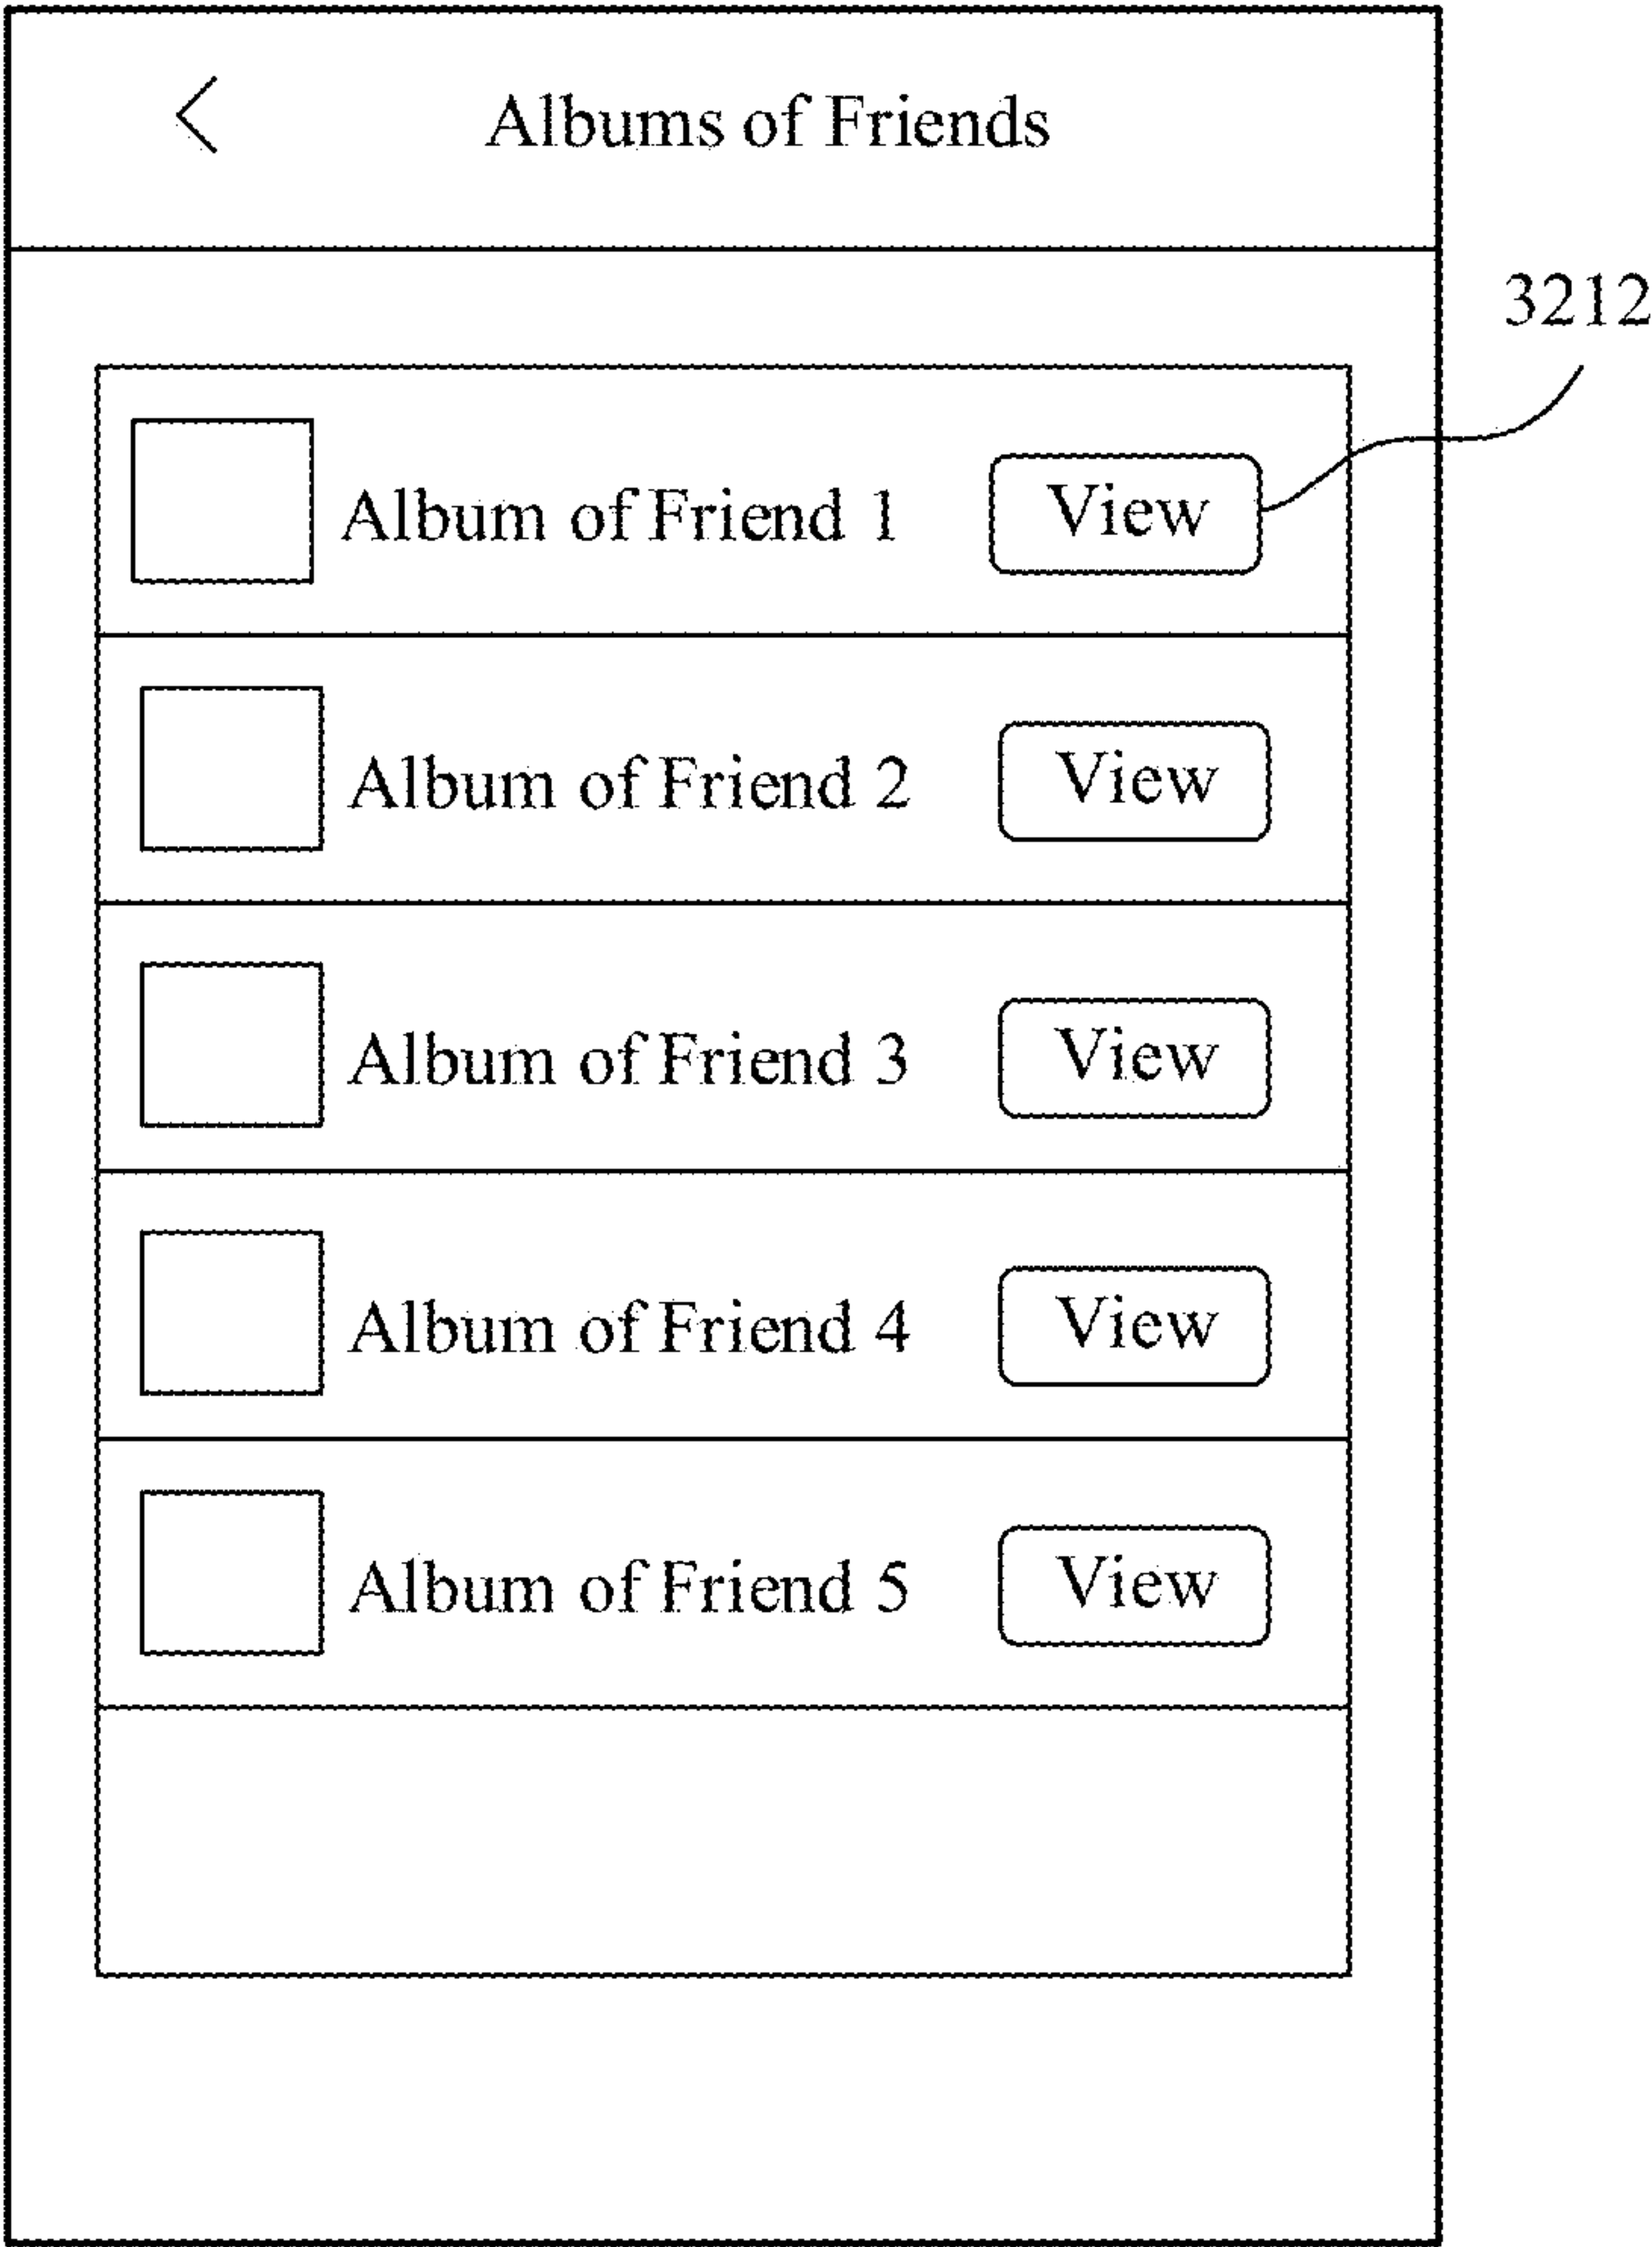 Albums of Friends
3212
Album of Friend 1 View
Album of Friend 2 View
Album of Friend 3 View
Album of Friend 4 View
Album of Friend 5 View